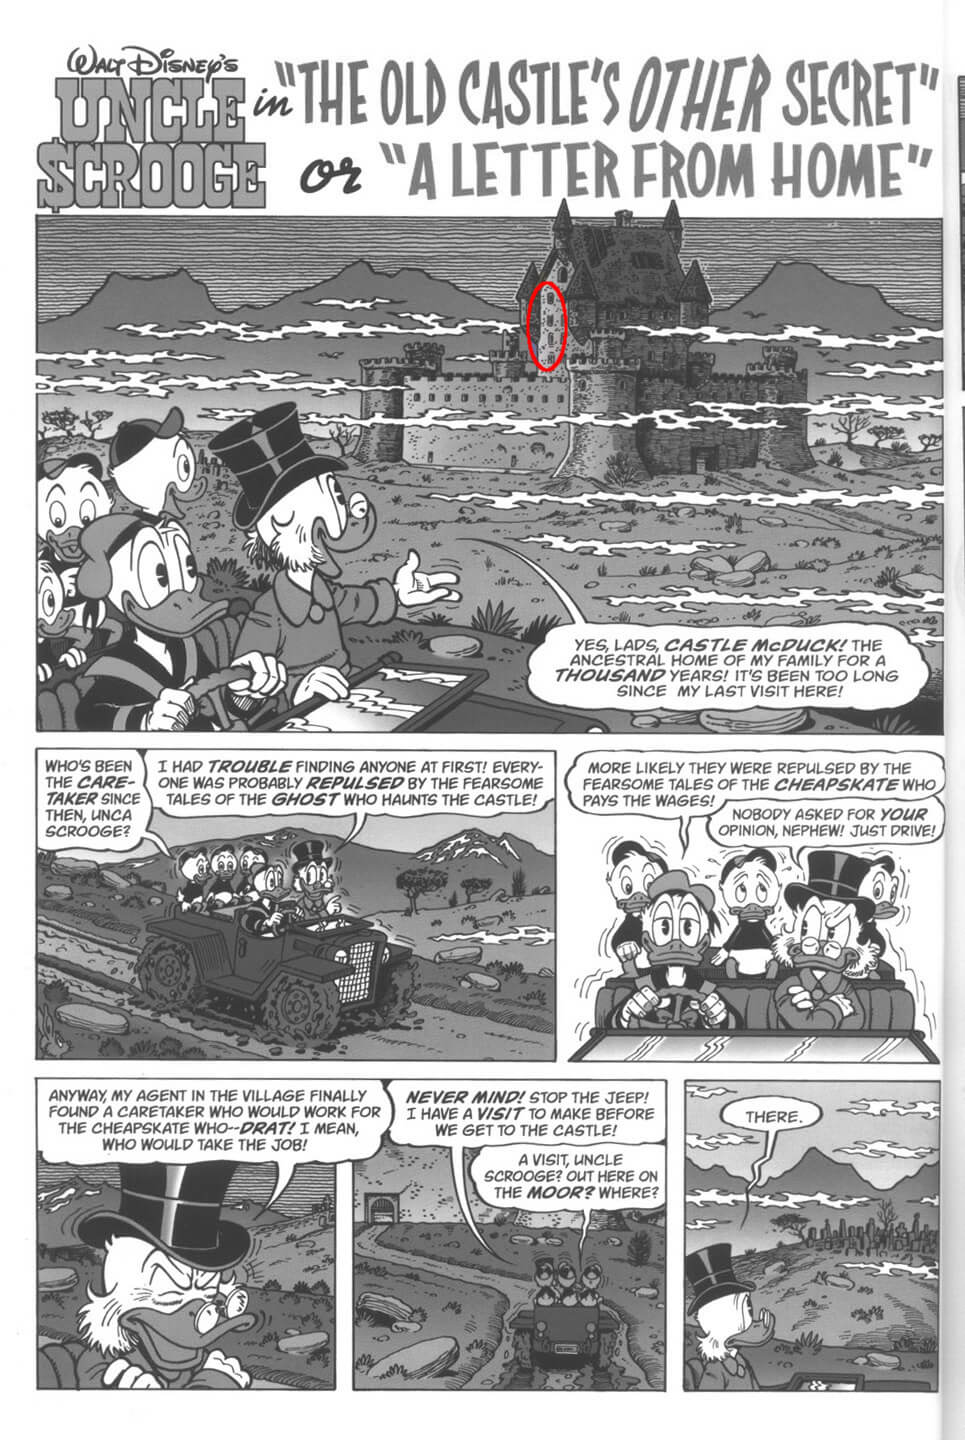 WALT DISNEY'S
UNCLE
$CROOGE
in "THE OLD CASTLE'S OTHER SECRET"
or "A LETTER FROM HOME"
YES, LADS, CASTLE McDUCK! THE
ANCESTRAL HOME OF MY FAMILY FOR A
THOUSAND YEARS! IT'S BEEN TOO LONG
SINCE MY LAST VISIT HERE!
WHO'S BEEN
THE CARE-
TAKER SINCE
THEN, UNCA
SCROOGE?
I HAD TROUBLE FINDING ANYONE AT FIRST! EVERY-
ONE WAS PROBABLY REPULSED BY THE FEARSOME
TALES OF THE GHOST WHO HAUNTS THE CASTLE!
MORE LIKELY THEY WERE REPULSED BY THE
FEARSOME TALES OF THE CHEAPSKATE WHO
PAYS THE WAGES!
NOBODY ASKED FOR YOUR
OPINION, NEPHEW! JUST DRIVE!
ANYWAY, MY AGENT IN THE VILLAGE FINALLY
FOUND A CARETAKER WHO WOULD WORK FOR
THE CHEAPSKATE WHO--DRAT! I MEAN,
WHO WOULD TAKE THE JOB!
NEVER MIND! STOP THE JEEP!
I HAVE A VISIT TO MAKE BEFORE
WE GET TO THE CASTLE!
A VISIT, UNCLE
SCROOGE? OUT HERE ON
THE MOOR? WHERE?
THERE.